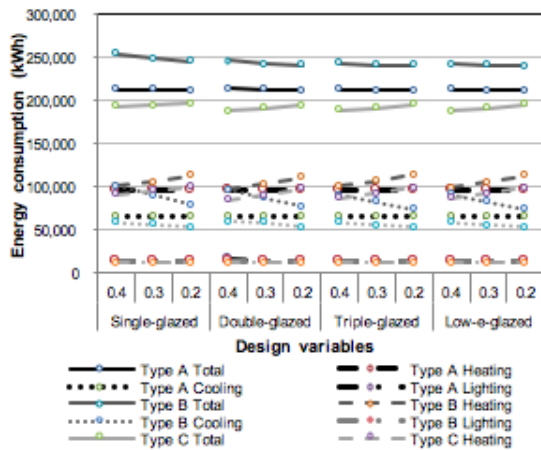 Energy consumption (kWh)
300,000
250,000
200,000
150,000
100,000
50,000
0
0.4 0.3 0.2 0.4 0.3 0.2 0.4 0.3 0.2 0.4 0.3 0.2
Single-glazed Double-glazed Triple-glazed Low-e-glazed
Design variables
Type A Total Type A Heating
Type A Cooling Type A Lighting
Type B Total Type B Heating
Type B Cooling Type B Lighting
Type C Total Type C Heating